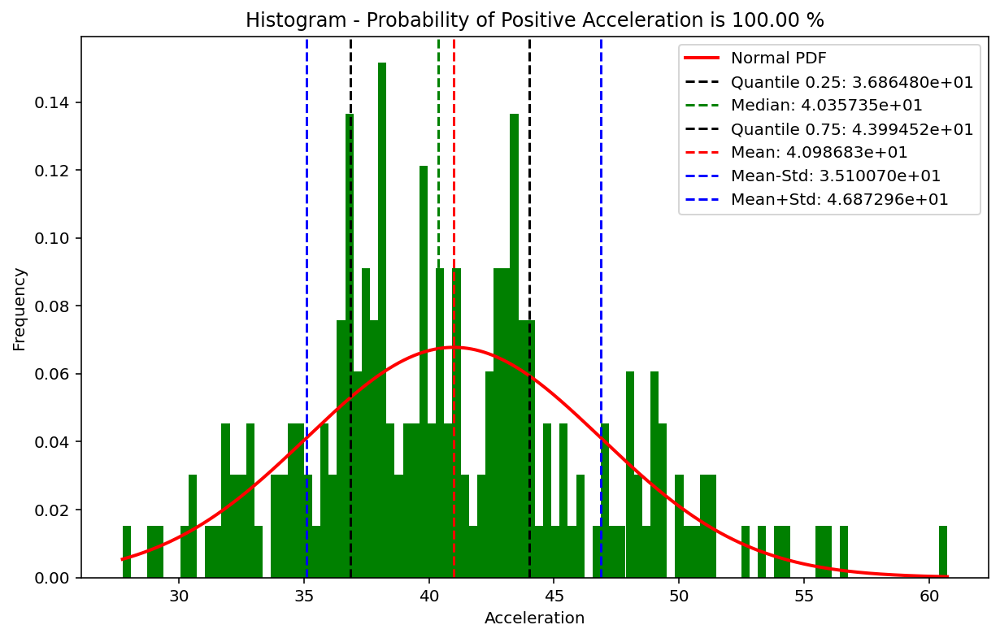 Histogram - Probability of Positive Acceleration is 100.00 %
Normal PDF
Quantile 0.25: 3.686480e+01
Median: 4.035735e+01
Quantile 0.75: 4.399452e+01
Mean: 4.098683e+01
Mean-Std: 3.510070e+01
Mean+Std: 4.687296e+01
Frequency
0.14
0.12
0.10
0.08
0.06
0.04
0.02
0.00
30 35 40 45 50 55 60
Acceleration